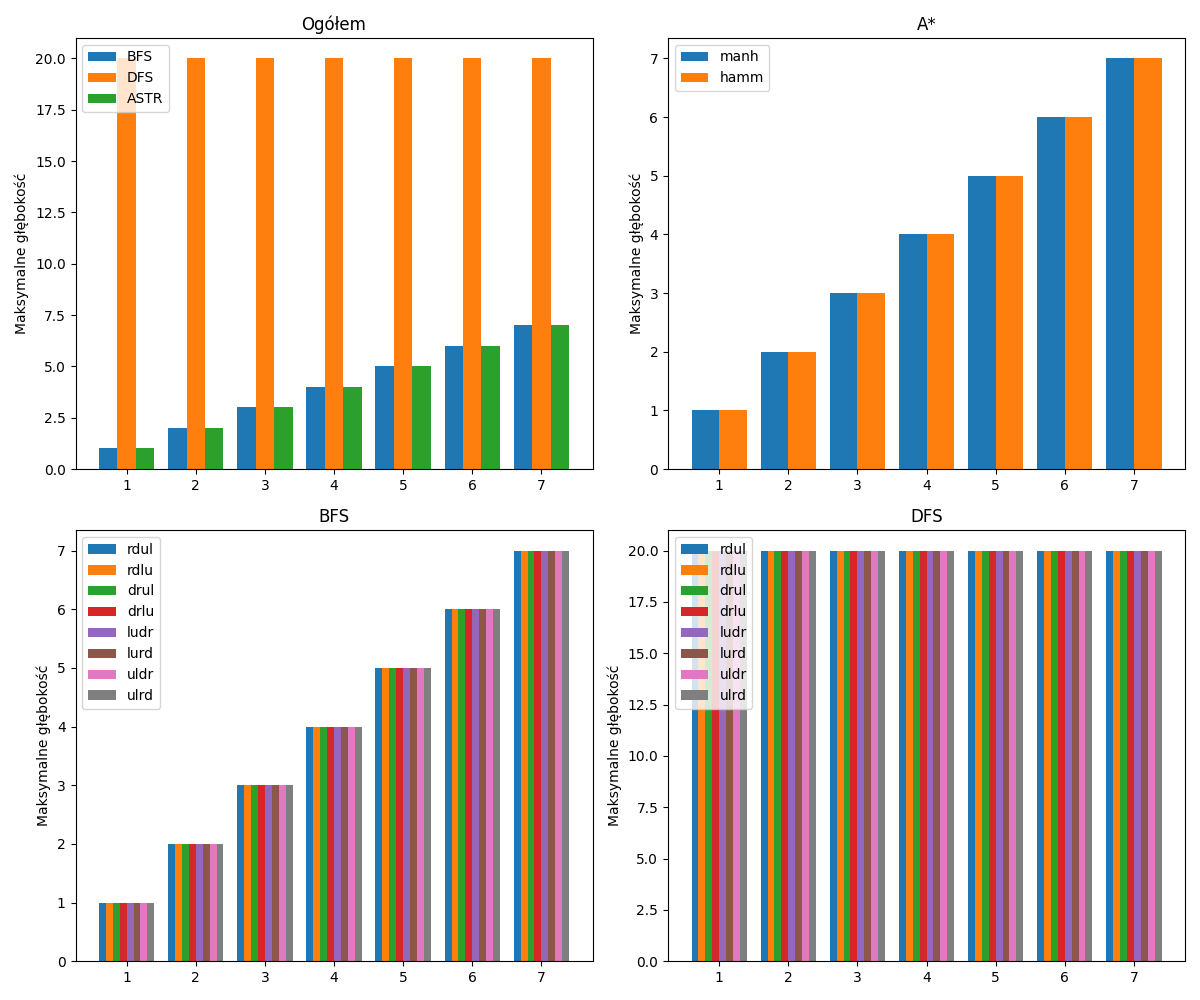 Ogółem
BFS
DFS
ASTR
Maksymalne głębokość
20.0
17.5
15.0
12.5
10.0
7.5
5.0
2.5
0.0
1 2 3 4 5 6 7
A*
manh
hamm
Maksymalne głębokość
7
6
5
4
3
2
1
0
1 2 3 4 5 6 7
BFS
rdul
rdlu
drul
drlu
ludr
lurd
uldr
ulrd
Maksymalne głębokość
7
6
5
4
3
2
1
0
1 2 3 4 5 6 7
DFS
rdul
rdlu
drul
drlu
ludr
lurd
uldr
ulrd
Maksymalne głębokość
20.0
17.5
15.0
12.5
10.0
7.5
5.0
2.5
0.0
1 2 3 4 5 6 7